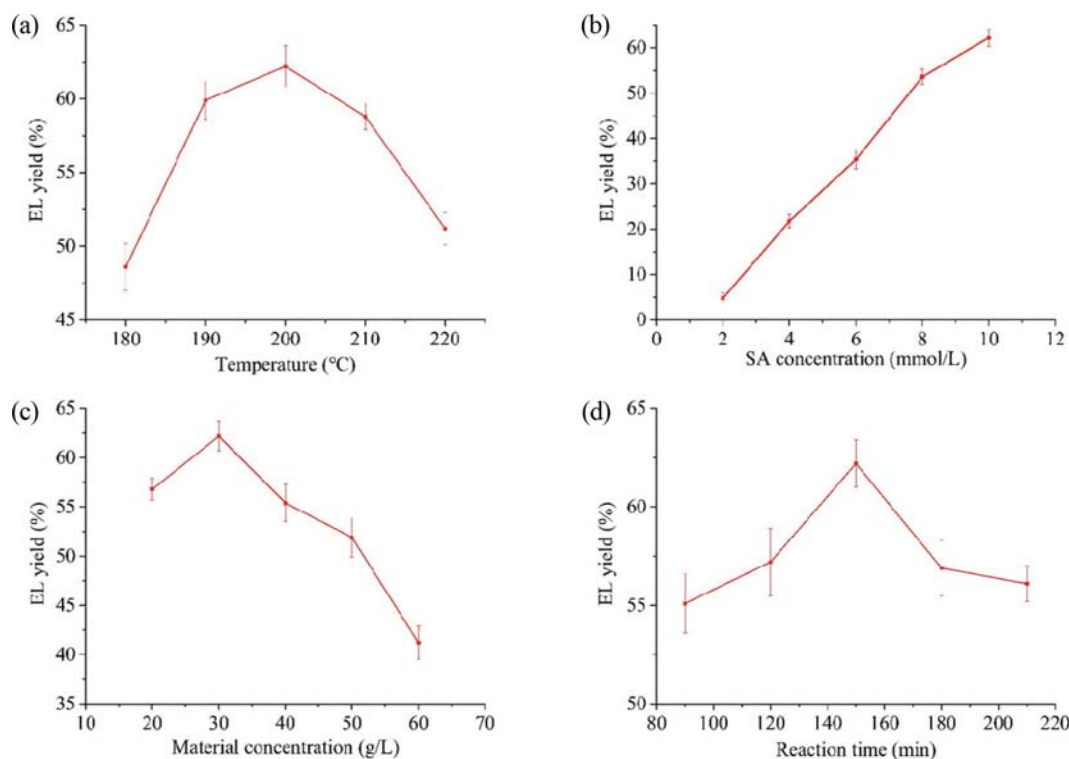 (a)
65
60
55
50
45
EL yield (%)
180 190 200 210 220
Temperature (°C)
(b)
60
50
40
30
20
10
0
EL yield (%)
0 2 4 6 8 10 12
SA concentration (mmol/L)
(c)
65
60
55
50
45
40
35
EL yield (%)
10 20 30 40 50 60 70
Material concentration (g/L)
(d)
65
60
55
50
EL yield (%)
80 100 120 140 160 180 200 220
Reaction time (min)